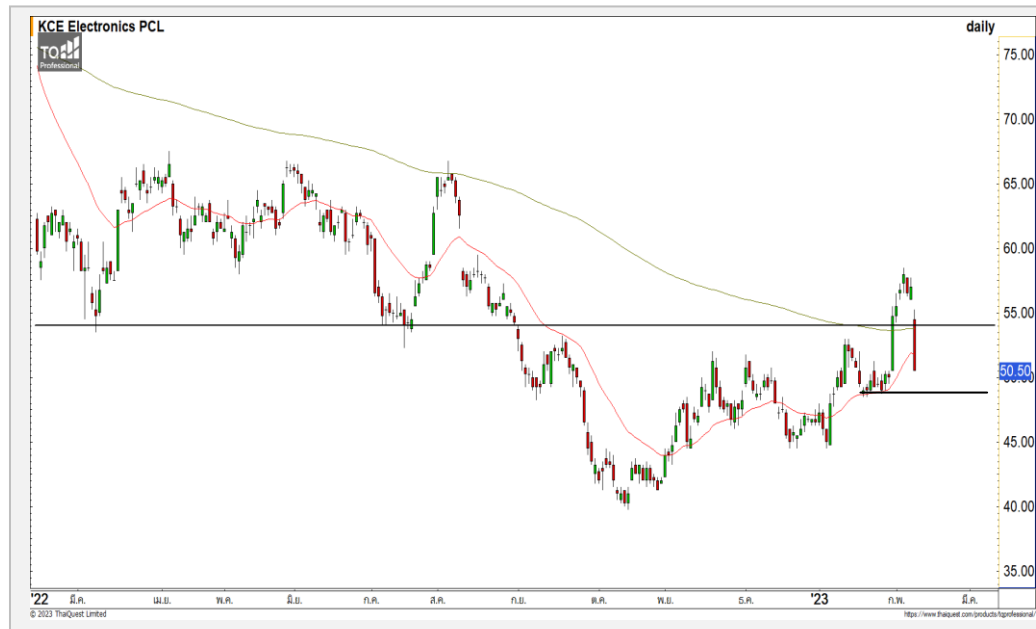 KCE Electronics PCL daily
TQ
Professional
75.00
70.00
65.00
60.00
55.00
50.50
45.00
40.00
35.00
'22 มี.ค. เม.ย. พ.ค. มิ.ย. ก.ค. ส.ค. ก.ย. ต.ค. พ.ย. ธ.ค. '23 ก.พ. มี.ค.
© 2023 ThaiQuest Limited https://www.thaiquest.com/products/tqprofessional/